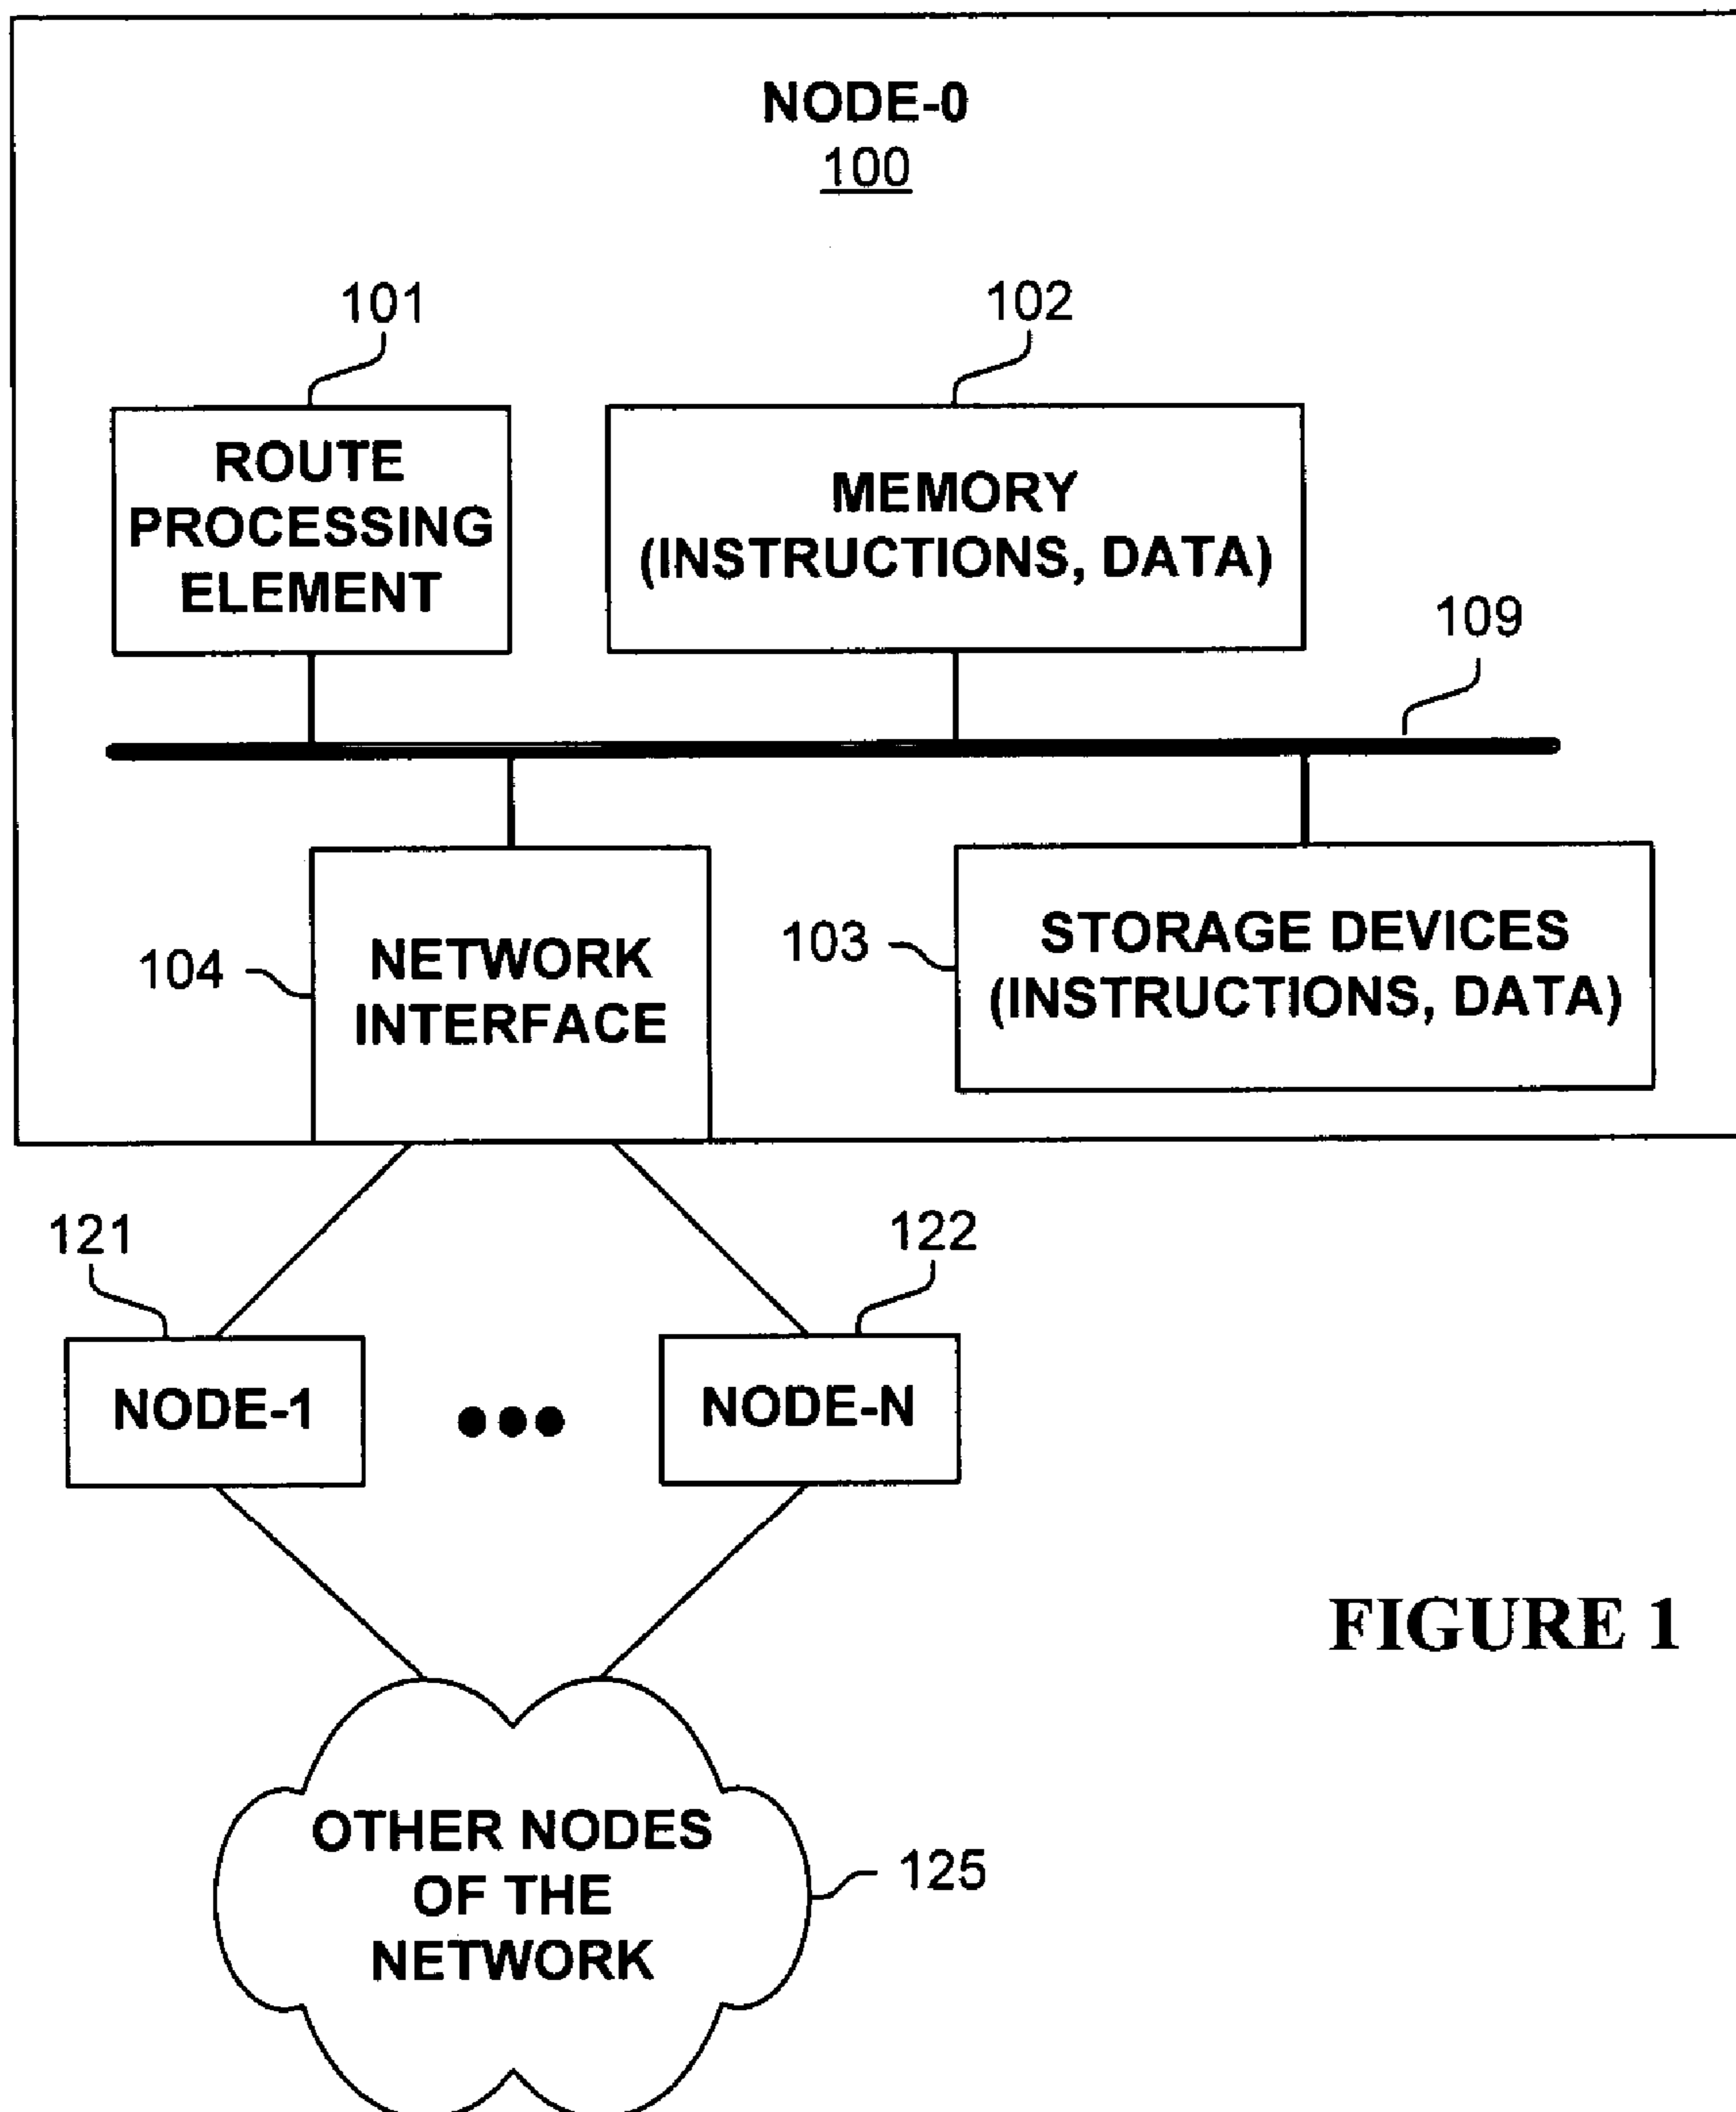 NODE-0
100
101
102
ROUTE
PROCESSING
ELEMENT
MEMORY
(INSTRUCTIONS, DATA)
109
104
NETWORK
INTERFACE
103
STORAGE DEVICES
(INSTRUCTIONS, DATA)
121
122
NODE-1
NODE-N
FIGURE 1
OTHER NODES
OF THE
NETWORK
125